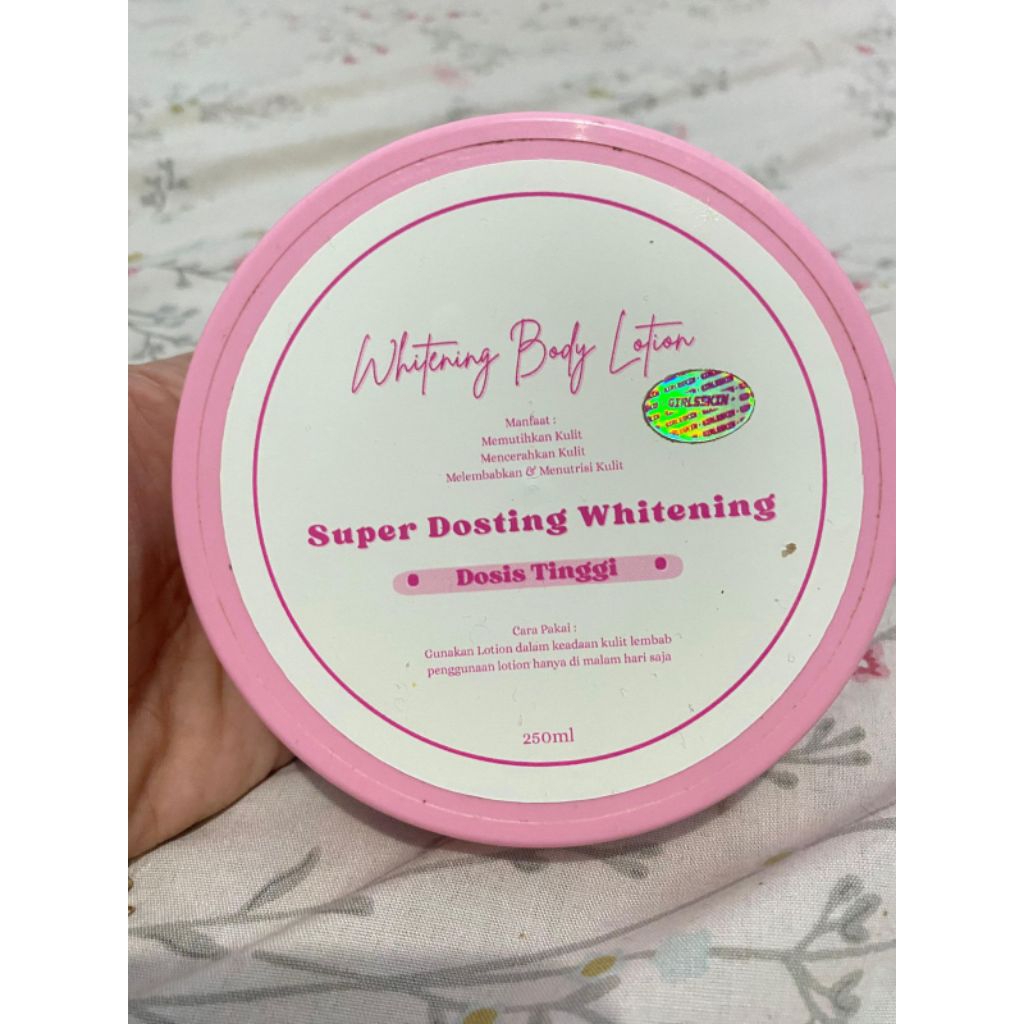 Whitening Body Lotion
GIRLSSKIN
Manfaat :
Memutihkan Kulit
Mencerahkan Kulit
Melembabkan & Menutrisi Kulit
Super Dosting Whitening
Dosis Tinggi
Cara Pakai :
Gunakan Lotion dalam keadaan kulit lembab
penggunaan lotion hanya di malam hari saja
250ml